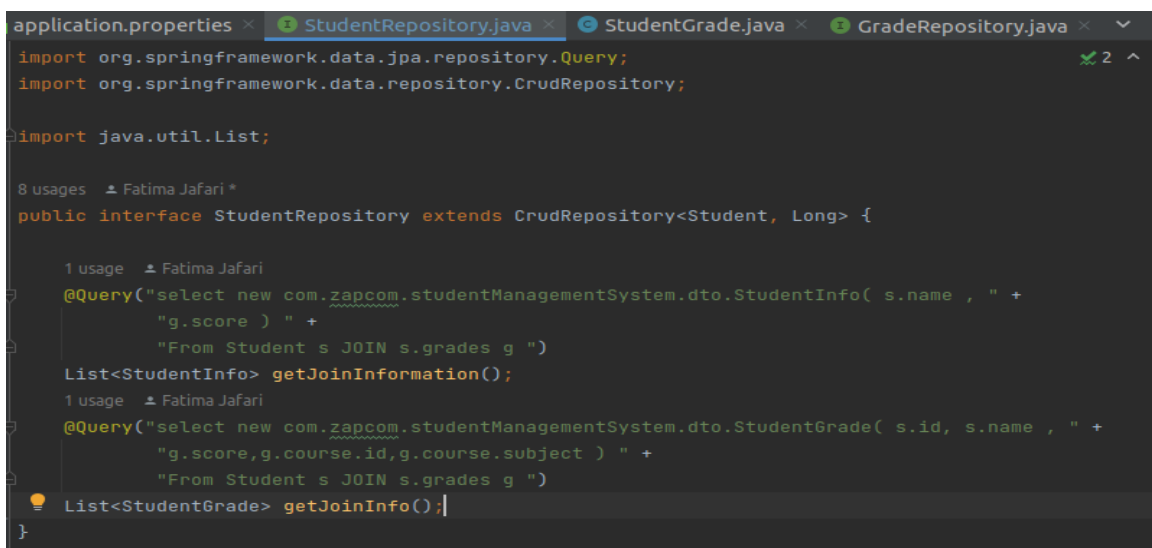 application.properties StudentRepository.java StudentGrade.java GradeRepository.java
import org.springframework.data.jpa.repository.Query; 2
import org.springframework.data.repository.CrudRepository;
import java.util.List;
8 usages Fatima Jafari *
public interface StudentRepository extends CrudRepository<Student, Long> {
1 usage Fatima Jafari
@Query("select new com.zapcom.studentManagementSystem.dto.StudentInfo( s.name , " +
"g.score ) " +
"From Student s JOIN s.grades g ")
List<StudentInfo> getJoinInformation();
1 usage Fatima Jafari
@Query("select new com.zapcom.studentManagementSystem.dto.StudentGrade( s.id, s.name , " +
"g.score,g.course.id,g.course.subject ) " +
"From Student s JOIN s.grades g ")
List<StudentGrade> getJoinInfo();
}